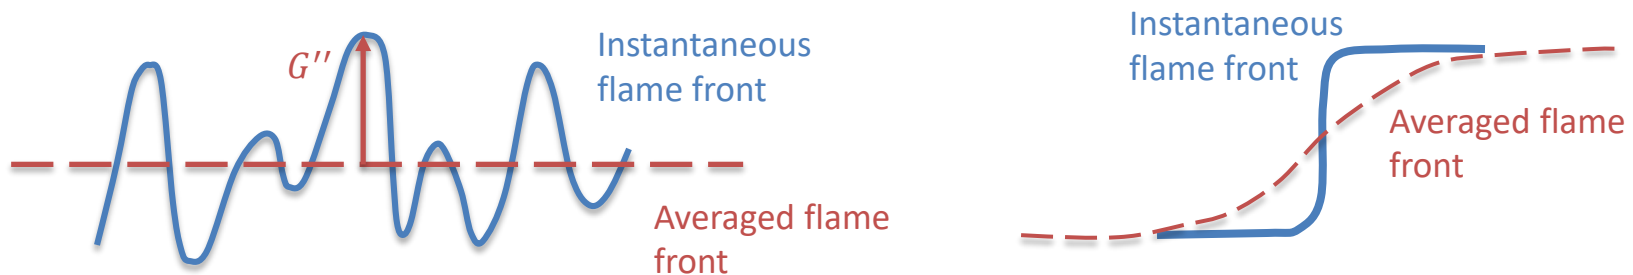 G′′
Instantaneous
flame front
Averaged flame
front
Instantaneous
flame front
Averaged flame
front